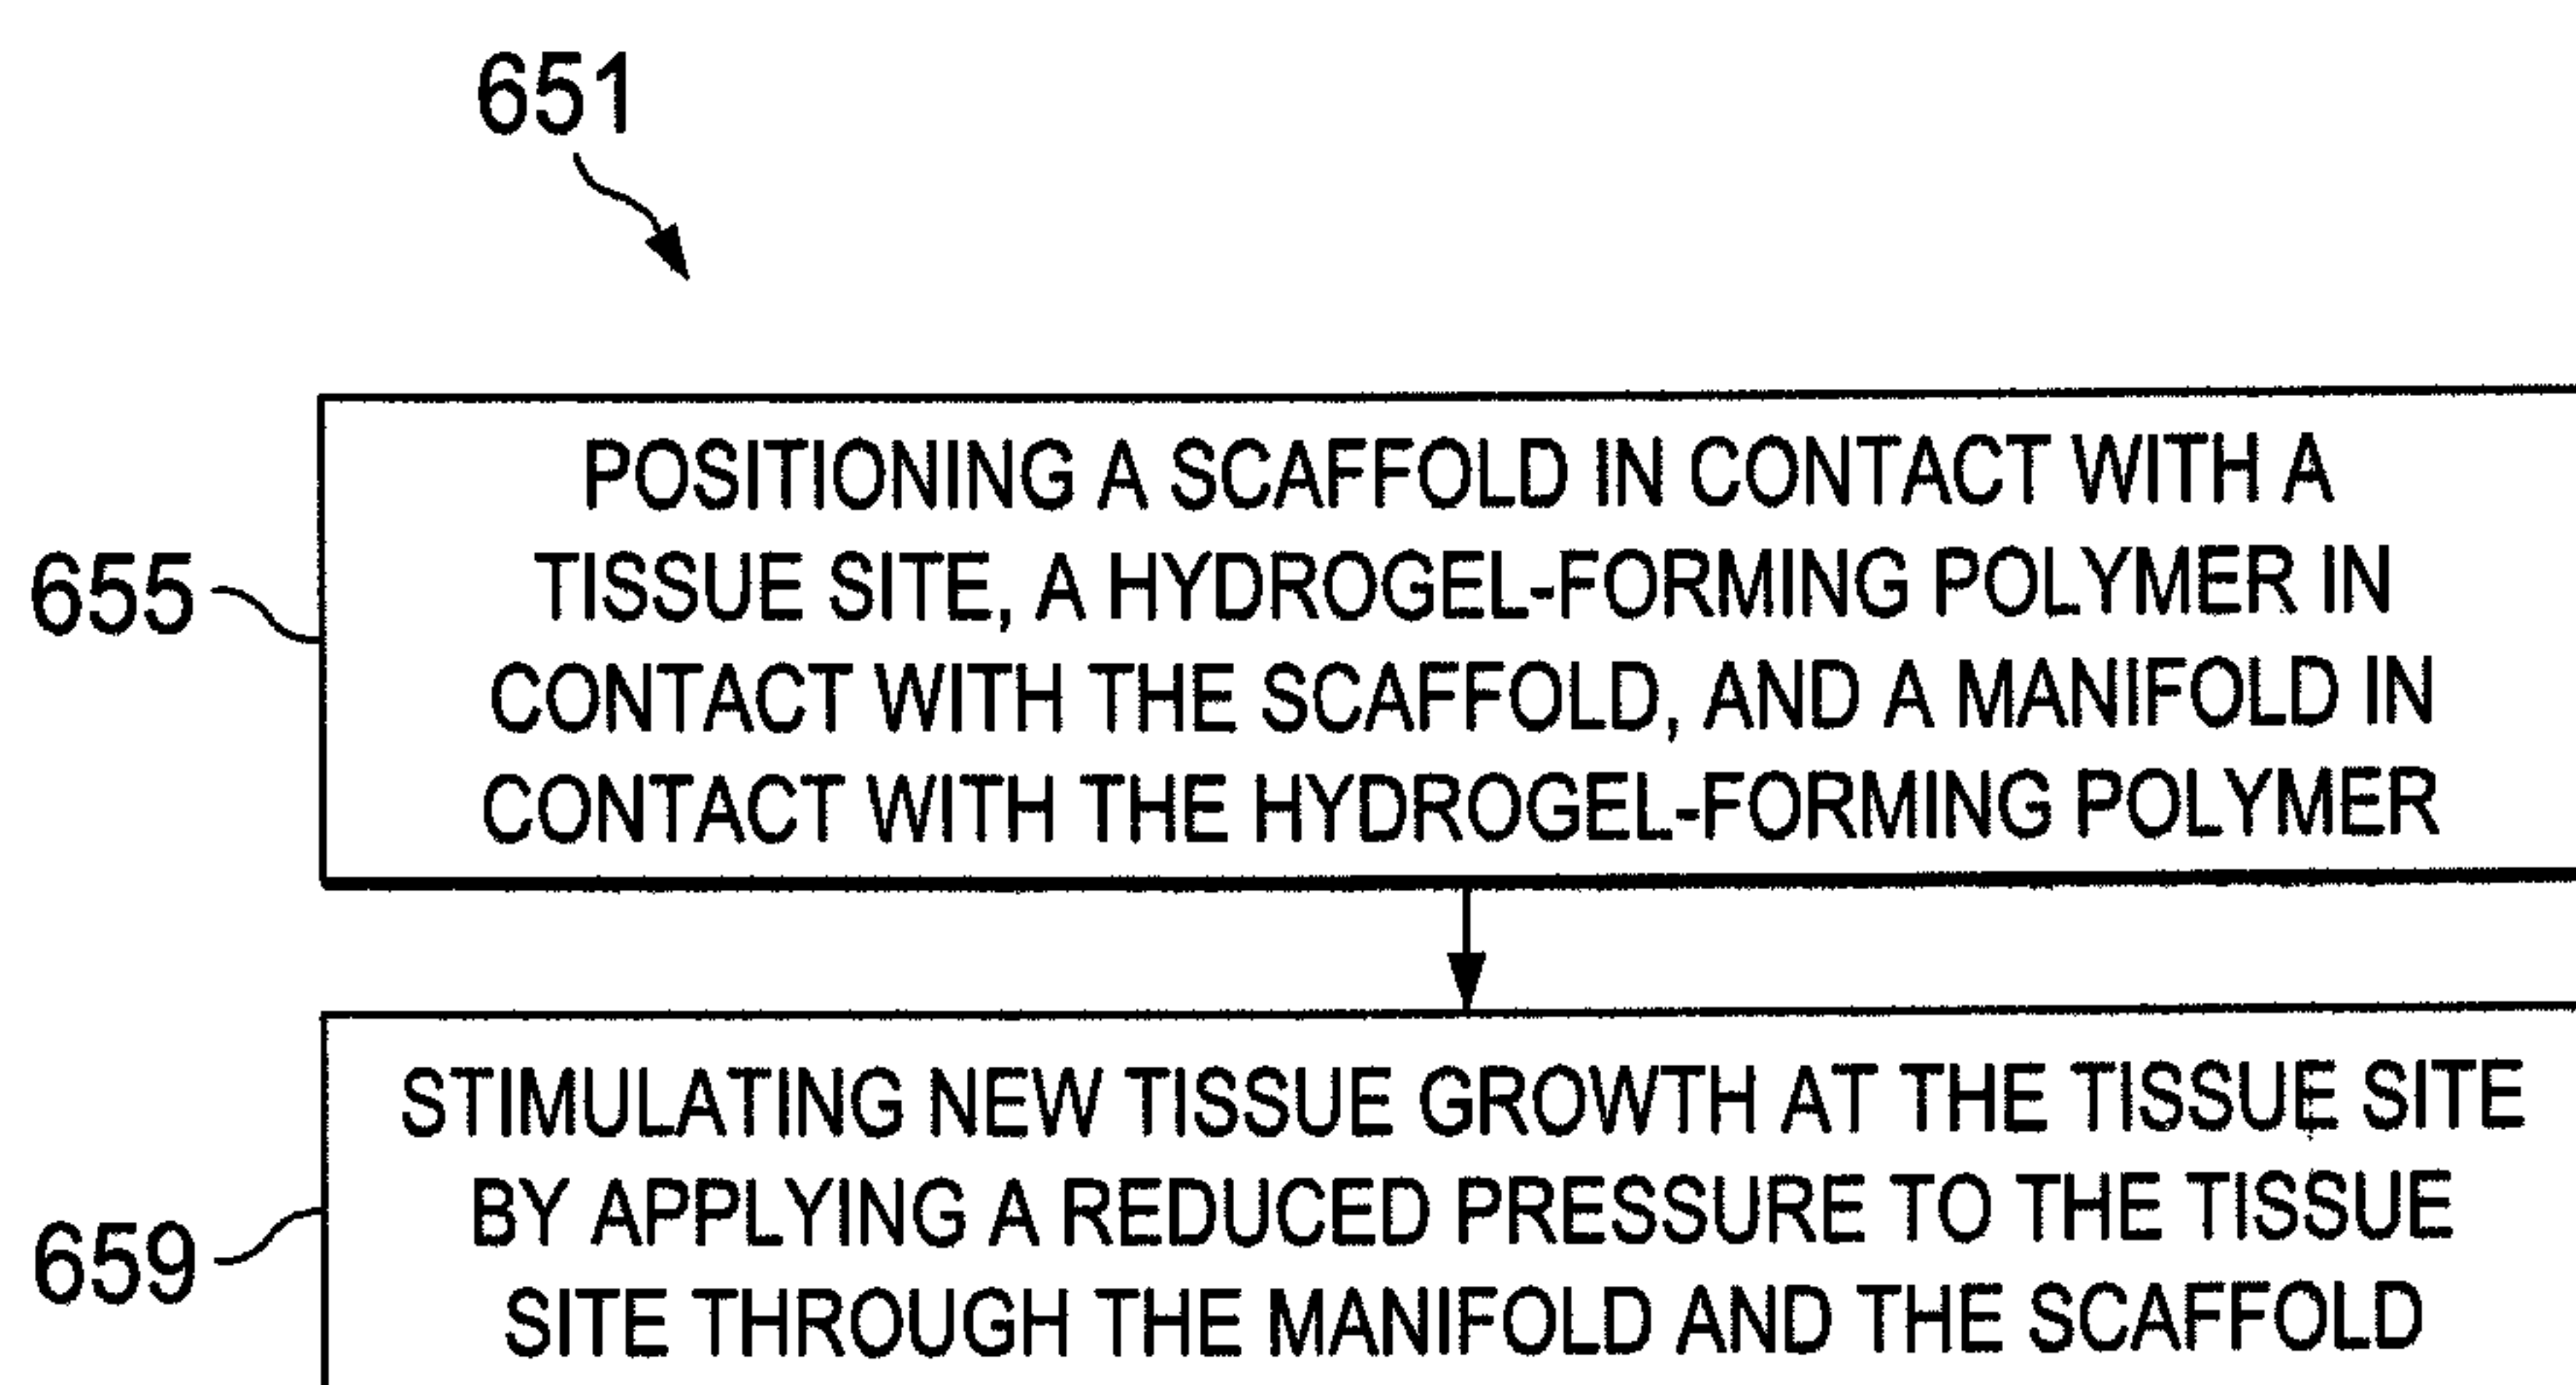 651
655
POSITIONING A SCAFFOLD IN CONTACT WITH A
TISSUE SITE, A HYDROGEL-FORMING POLYMER IN
CONTACT WITH THE SCAFFOLD, AND A MANIFOLD IN
CONTACT WITH THE HYDROGEL-FORMING POLYMER
659
STIMULATING NEW TISSUE GROWTH AT THE TISSUE SITE
BY APPLYING A REDUCED PRESSURE TO THE TISSUE
SITE THROUGH THE MANIFOLD AND THE SCAFFOLD